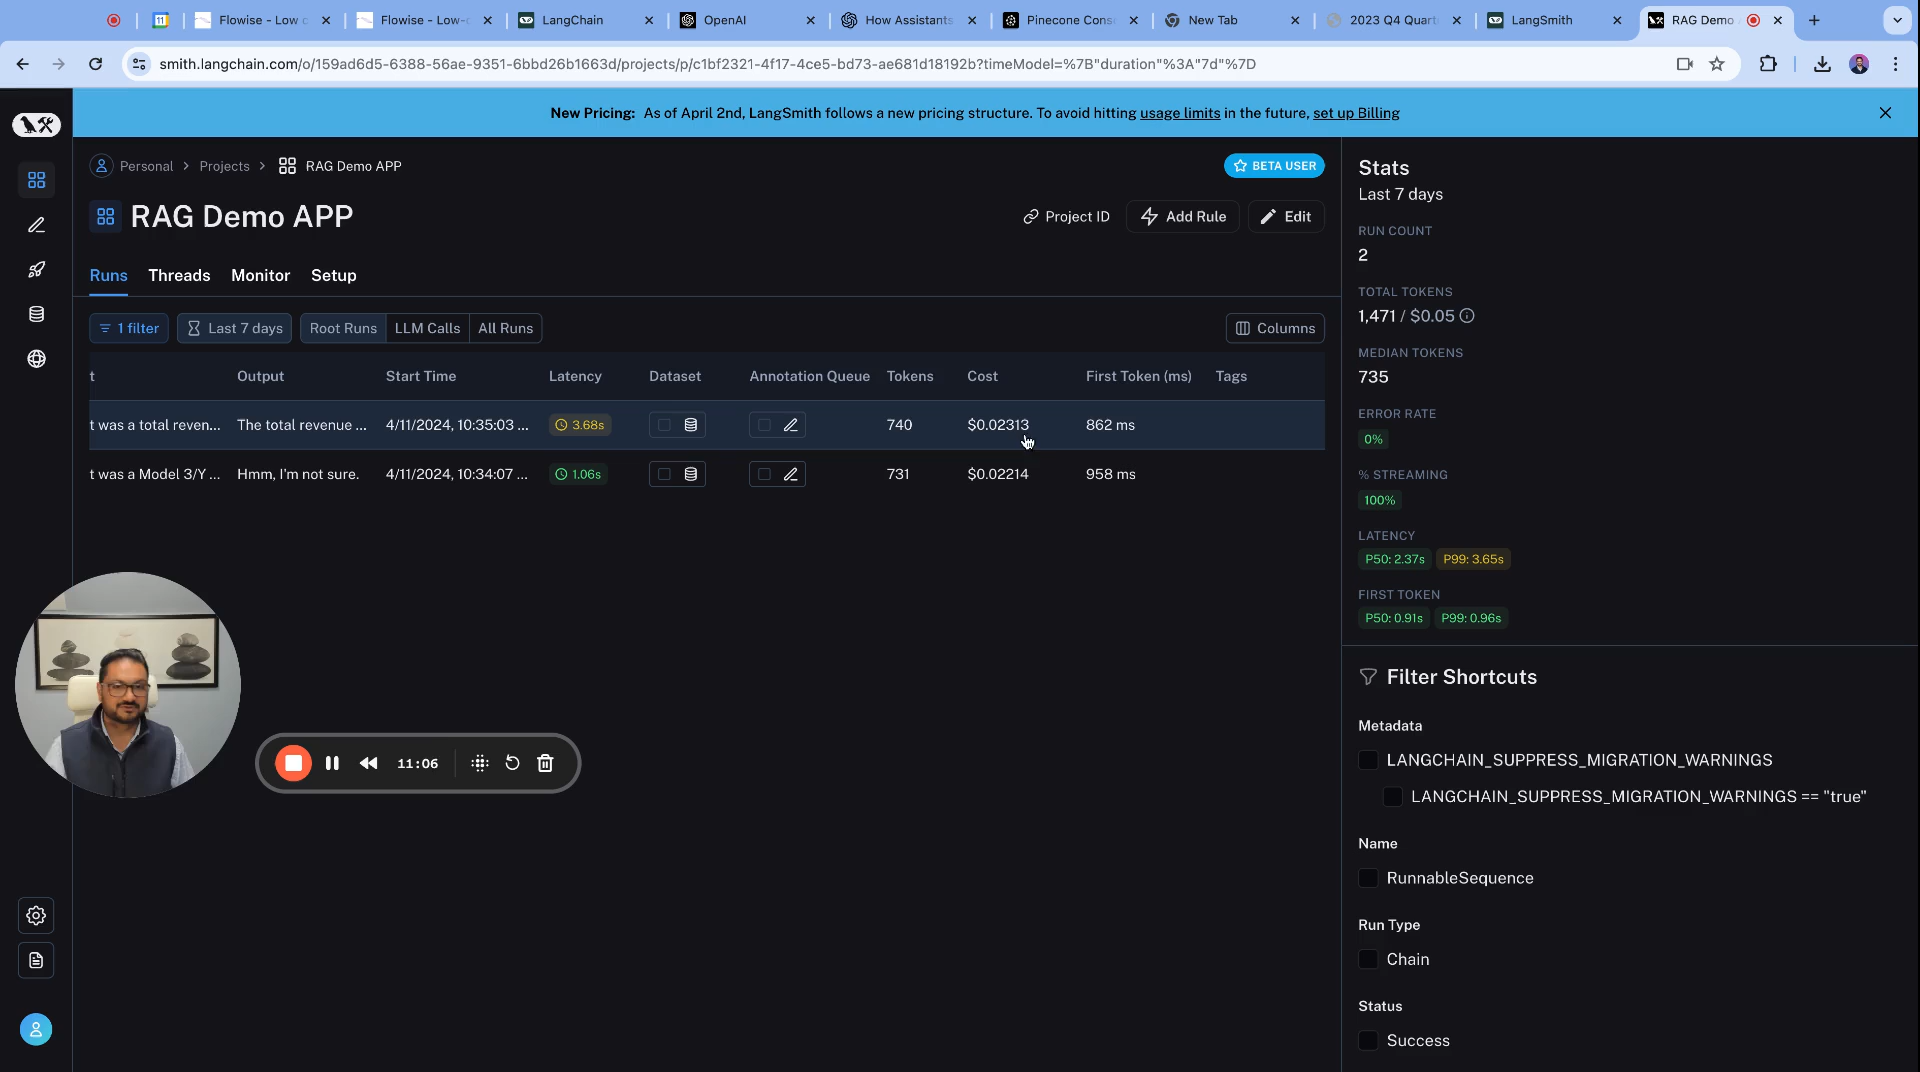 11
Flowise - Low c
Flowise - Low-c
LangChain
OpenAI
How Assistants
Pinecone Cons
New Tab
2023 Q4 Quart
LangSmith
RAG Demo
smith.langchain.com/o/159ad6d5-6388-56ae-9351-6bbd26b1663d/projects/p/c1bf2321-4f17-4ce5-bd73-ae681d18192b?timeModel=%7B"duration"%3A"7d"%7D
New Pricing: As of April 2nd, LangSmith follows a new pricing structure. To avoid hitting usage limits in the future, set up Billing
Personal > Projects > RAG Demo APP
BETA USER
RAG Demo APP
Project ID
Add Rule
Edit
Runs
Threads
Monitor
Setup
1 filter
Last 7 days
Root Runs
LLM Calls
All Runs
Columns
t Output Start Time Latency Dataset Annotation Queue Tokens Cost First Token (ms) Tags
t was a total reven... The total revenue ... 4/11/2024, 10:35:03 ... 3.68s 740 $0.02313 862 ms
t was a Model 3/Y ... Hmm, I'm not sure. 4/11/2024, 10:34:07 ... 1.06s 731 $0.02214 958 ms
11:06
Stats
Last 7 days
RUN COUNT
2
TOTAL TOKENS
1,471 / $0.05
MEDIAN TOKENS
735
ERROR RATE
0%
% STREAMING
100%
LATENCY
P50: 2.37s P99: 3.65s
FIRST TOKEN
P50: 0.91s P99: 0.96s
Filter Shortcuts
Metadata
LANGCHAIN_SUPPRESS_MIGRATION_WARNINGS
LANGCHAIN_SUPPRESS_MIGRATION_WARNINGS == "true"
Name
RunnableSequence
Run Type
Chain
Status
Success